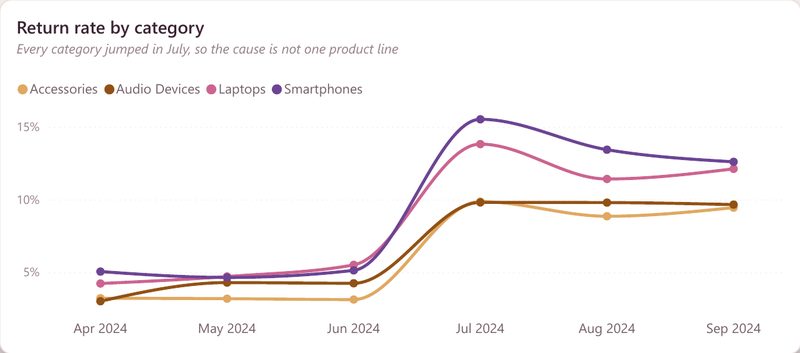 Return rate by category
Every category jumped in July, so the cause is not one product line
Accessories Audio Devices Laptops Smartphones
15%
10%
5%
Apr 2024 May 2024 Jun 2024 Jul 2024 Aug 2024 Sep 2024